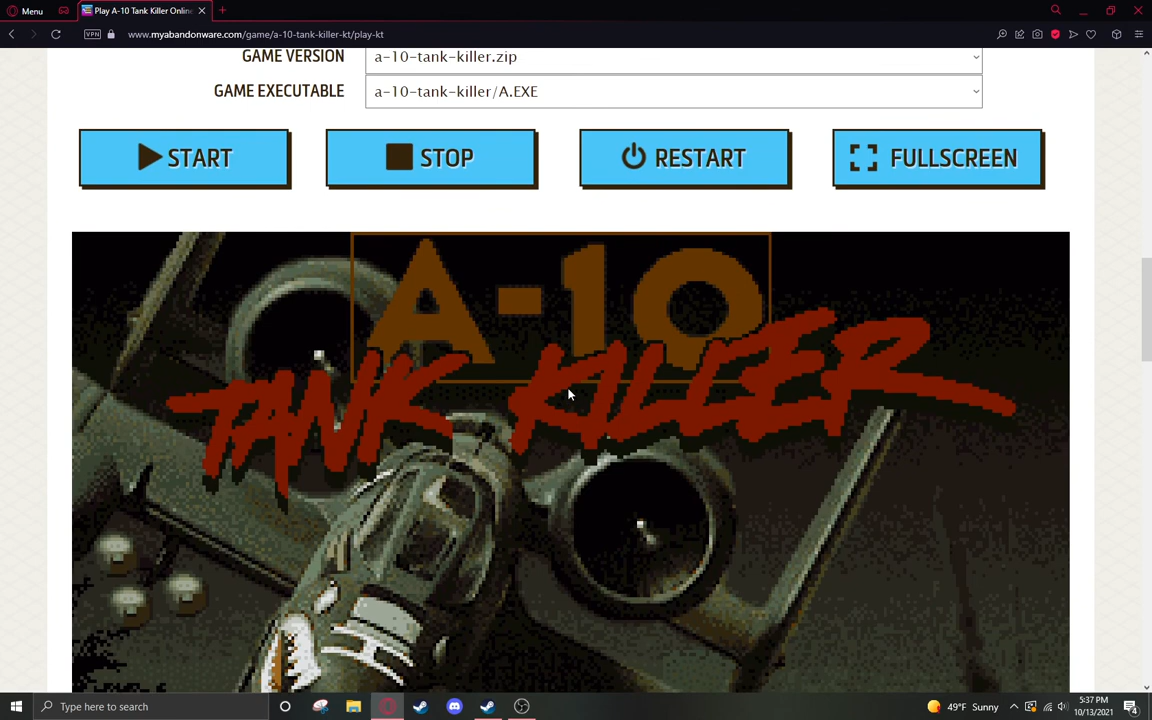 Menu
Play A-10 Tank Killer Online
www.myabandonware.com/game/a-10-tank-killer-kt/play-kt
VPN
GAME VERSION a-10-tank-killer.zip
GAME EXECUTABLE a-10-tank-killer/A.EXE
START STOP RESTART FULLSCREEN
A-10
TANK KILLER
Type here to search
49°F Sunny
5:37 PM
10/13/2021
4